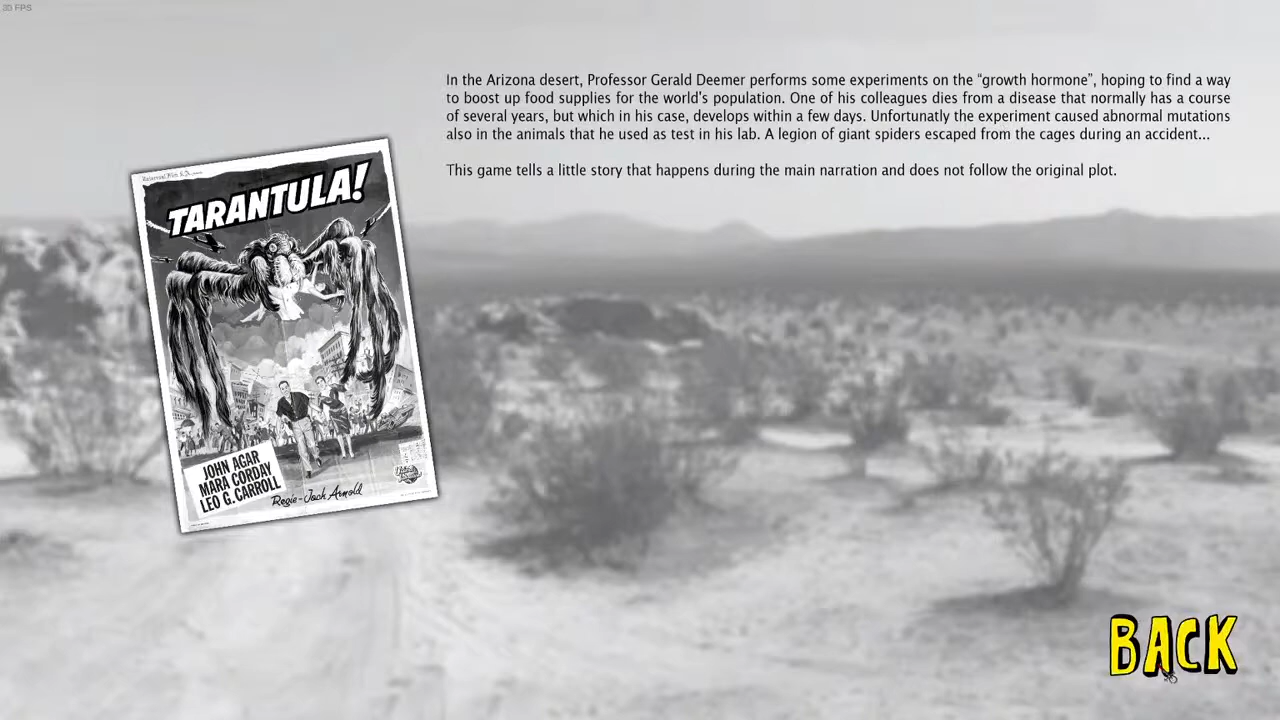 35 FPS
In the Arizona desert, Professor Gerald Deemer performs some experiments on the “growth hormone”, hoping to find a way
to boost up food supplies for the world's population. One of his colleagues dies from a disease that normally has a course
of several years, but which in his case, develops within a few days. Unfortunatly the experiment caused abnormal mutations
also in the animals that he used as test in his lab. A legion of giant spiders escaped from the cages during an accident...
This game tells a little story that happens during the main narration and does not follow the original plot.
TARANTULA!
JOHN AGAR
MARA CORDAY
LEO G. CARROLL
Regie - Jack Arnold
BACK